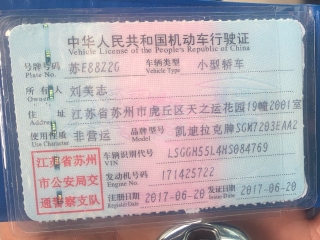 中华人民共和国机动车行驶证
Vehicle License of the People's Republic of China
号牌号码 苏E88Z2G 车辆类型 小型轿车
Plate No. Vehicle Type
所有人 刘美志
Owner
住址 江苏省苏州市虎丘区天之运花园19幢2001室
Address
使用性质 非营运 品牌型号 凯迪拉克牌SGM7203EAA2
Use Character Model
江苏省苏州
市公安局交
通警察支队
车辆识别代号 LSGGH55L4HS084769
VIN
发动机号码 171425722
Engine No.
注册日期 2017-06-20 发证日期 2017-06-20
Register Date Issue Date